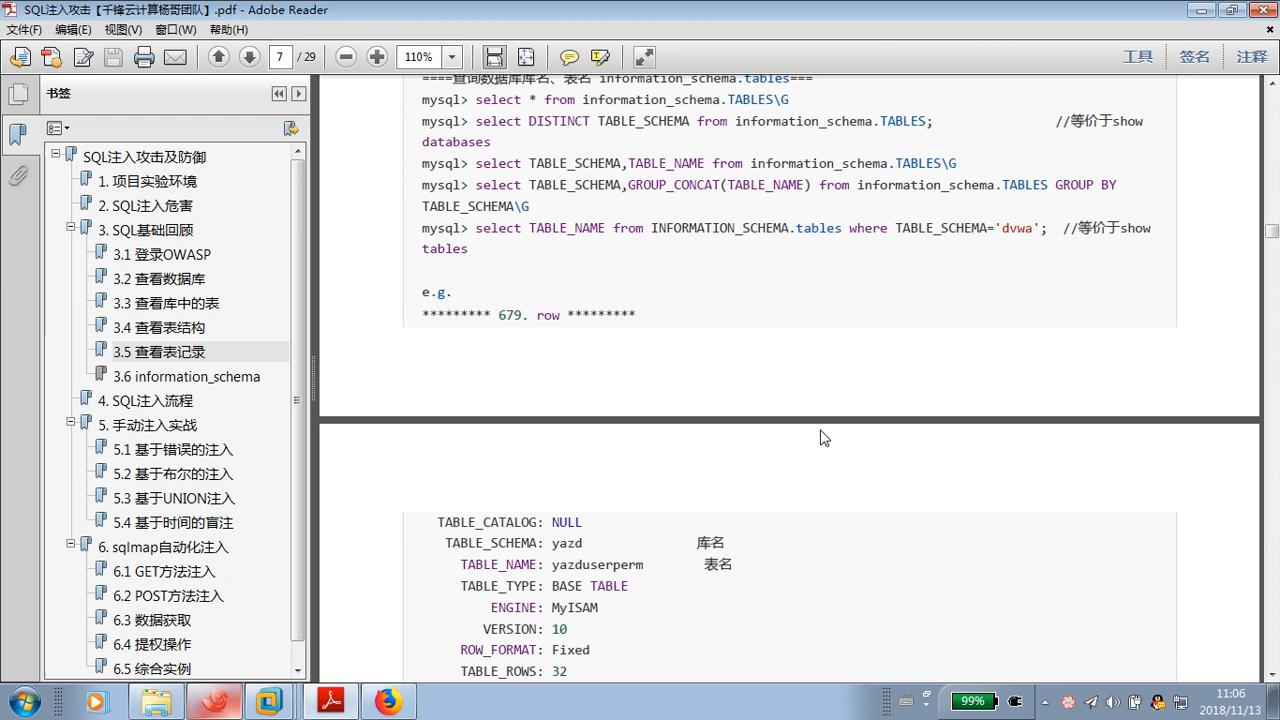 SQL注入攻击【千锋云计算杨哥团队】.pdf - Adobe Reader
文件(F) 编辑(E) 视图(V) 窗口(W) 帮助(H)
7 / 29 110% 工具 签名 注释
书签
SQL注入攻击及防御
1. 项目实验环境
2. SQL注入危害
3. SQL基础回顾
3.1 登录OWASP
3.2 查看数据库
3.3 查看库中的表
3.4 查看表结构
3.5 查看表记录
3.6 information_schema
4. SQL注入流程
5. 手动注入实战
5.1 基于错误的注入
5.2 基于布尔的注入
5.3 基于UNION注入
5.4 基于时间的盲注
6. sqlmap自动化注入
6.1 GET方法注入
6.2 POST方法注入
6.3 数据获取
6.4 提权操作
6.5 综合实例
====查询数据库库名、表名 information_schema.tables===
mysql> select * from information_schema.TABLES\G
mysql> select DISTINCT TABLE_SCHEMA from information_schema.TABLES; //等价于show
databases
mysql> select TABLE_SCHEMA,TABLE_NAME from information_schema.TABLES\G
mysql> select TABLE_SCHEMA,GROUP_CONCAT(TABLE_NAME) from information_schema.TABLES GROUP BY
TABLE_SCHEMA\G
mysql> select TABLE_NAME from INFORMATION_SCHEMA.tables where TABLE_SCHEMA='dvwa'; //等价于show
tables
e.g.
********* 679. row *********
TABLE_CATALOG: NULL
TABLE_SCHEMA: yazd 库名
TABLE_NAME: yazduserperm 表名
TABLE_TYPE: BASE TABLE
ENGINE: MyISAM
VERSION: 10
ROW_FORMAT: Fixed
TABLE_ROWS: 32
99%
11:06
2018/11/13